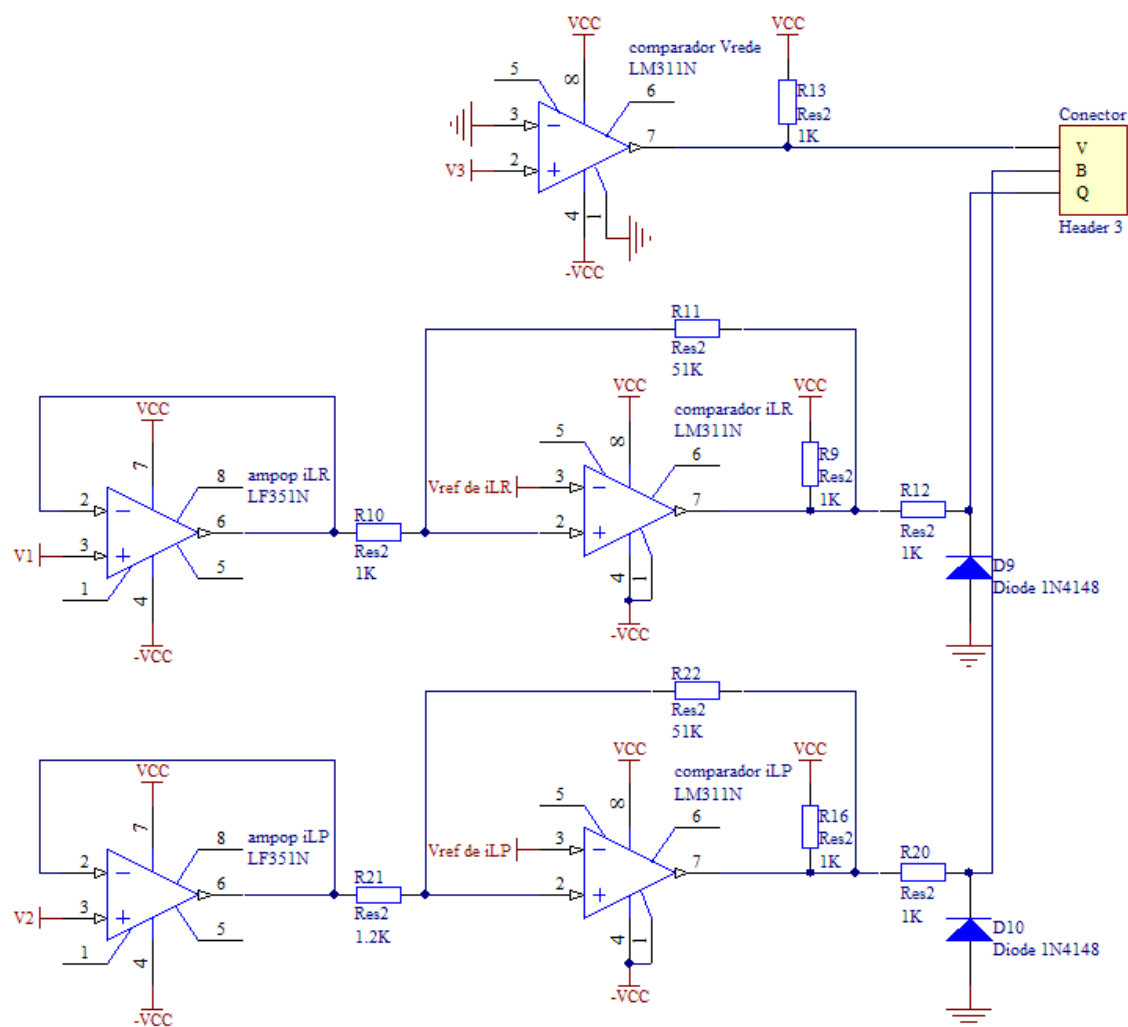 VCC
comparador Vrede
LM311N
5
8
6
3
7
V3
2
4
1
-VCC
VCC
R13
Res2
1K
Conector
V
B
Q
Header 3
R11
Res2
51K
VCC
7
8
ampop iLR
LF351N
2
6
V1
3
5
1
4
-VCC
R10
Res2
1K
VCC
comparador iLR
LM311N
5
8
6
Vref de iLR
3
7
2
4
1
-VCC
VCC
R9
Res2
1K
R12
Res2
1K
D9
Diode 1N4148
R22
Res2
51K
VCC
7
8
ampop iLP
LF351N
2
6
V2
3
5
1
4
-VCC
R21
Res2
1.2K
VCC
comparador iLP
LM311N
5
8
6
Vref de iLP
3
7
2
4
1
-VCC
VCC
R16
Res2
1K
R20
Res2
1K
D10
Diode 1N4148